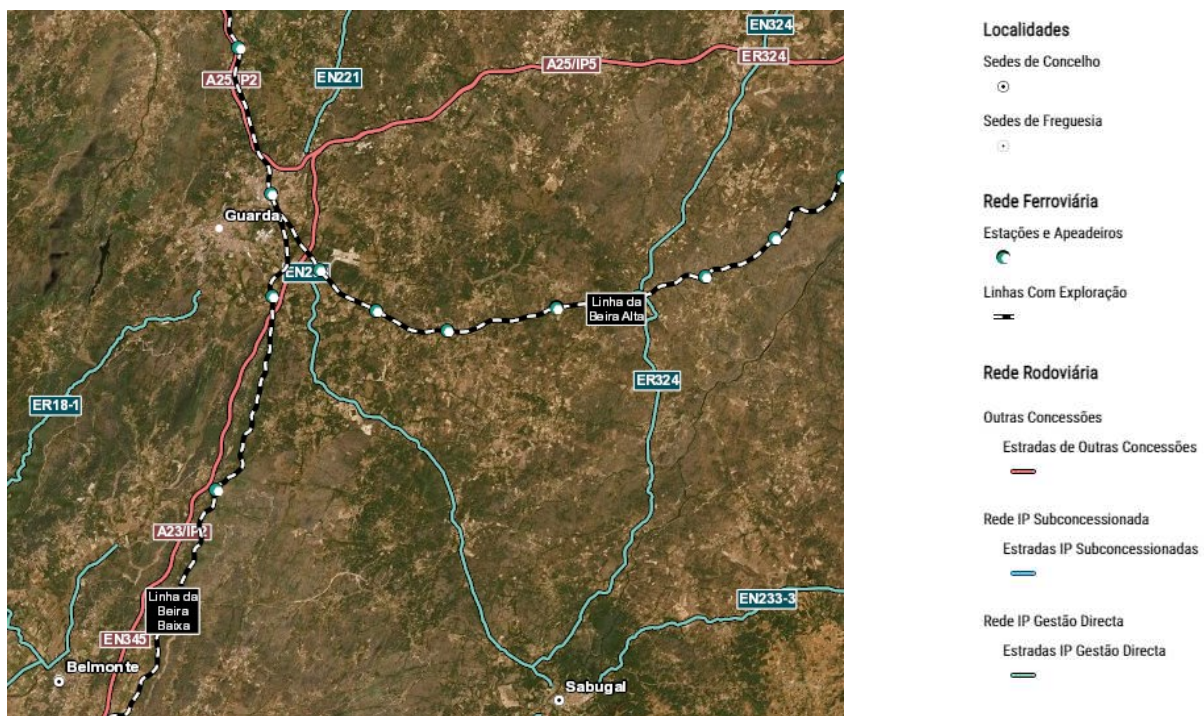 EN324
ER324
A25/IP5
A25/IP2
EN221
Guarda
Linha da
Beira Alta
ER324
ER18-1
A23/IP2
Linha da
Beira
Baixa
EN345
Belmonte
EN233-3
Sabugal
Localidades
Sedes de Concelho
Sedes de Freguesia
Rede Ferroviária
Estações e Apeadeiros
Linhas Com Exploração
Rede Rodoviária
Outras Concessões
Estradas de Outras Concessões
Rede IP Subconcessionada
Estradas IP Subconcessionadas
Rede IP Gestão Directa
Estradas IP Gestão Directa